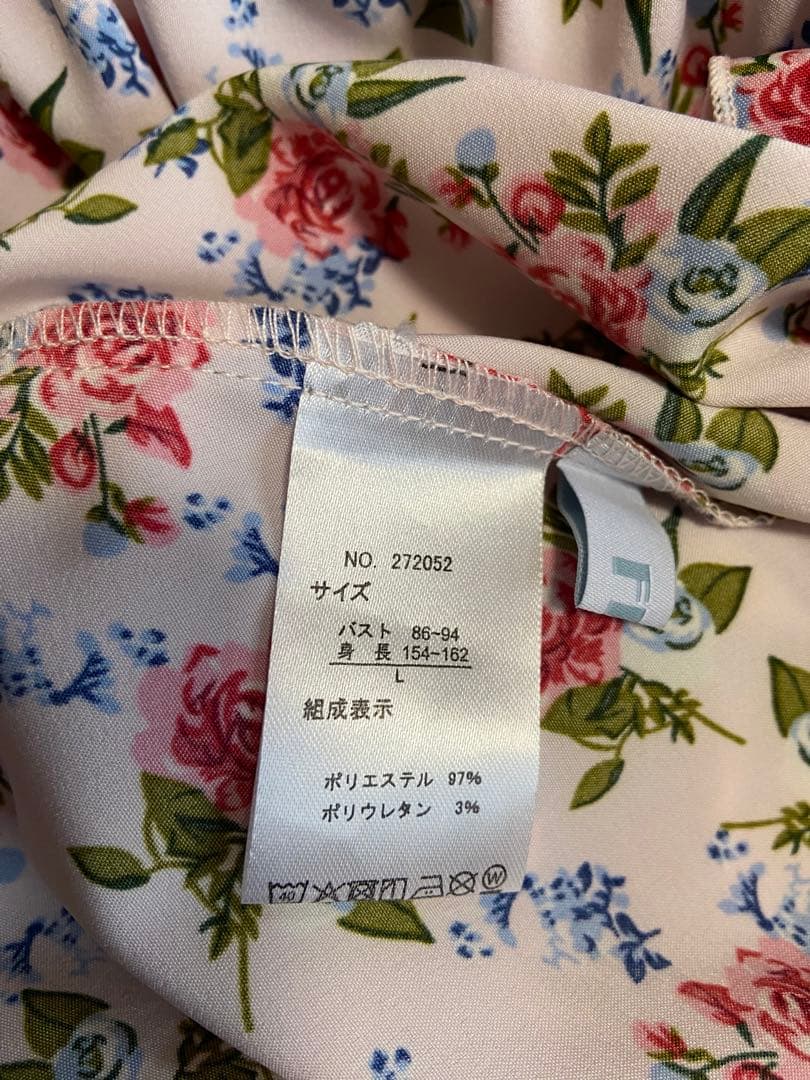 NO. 272052
サイズ
バスト 86~94
身 長 154~162
L
組成表示
ポリエステル 97%
ポリウレタン 3%
40
W